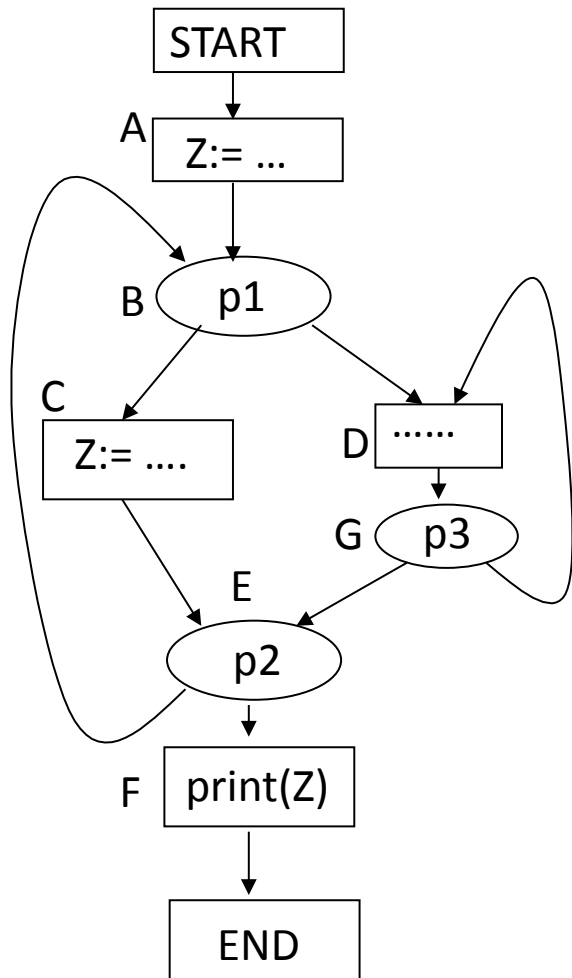 START
A
Z:= ...
B
p1
C
Z:= ....
D
......
G
p3
E
p2
F
print(Z)
END